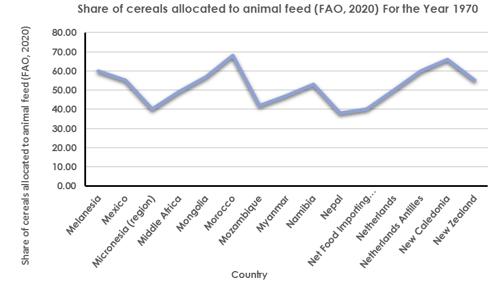 Share of cereals allocated to animal feed (FAO, 2020) For the Year 1970
Share of cereals allocated to animal feed (FAO, 2020)
80.00
70.00
60.00
50.00
40.00
30.00
20.00
10.00
0.00
Melanesia
Mexico
Micronesia (region)
Middle Africa
Mongolia
Morocco
Mozambique
Myanmar
Namibia
Nepal
Net Food Importing...
Netherlands
Netherlands Antilles
New Caledonia
New Zealand
Country